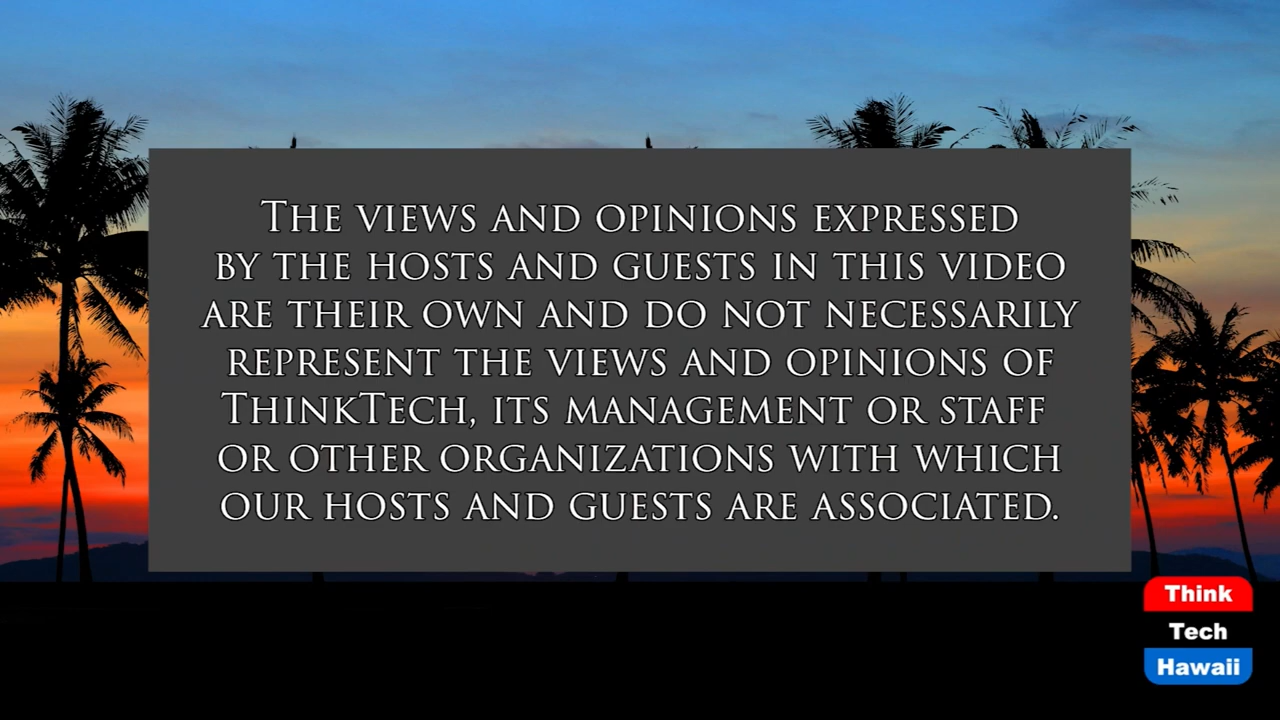 The views and opinions expressed
by the hosts and guests in this video
are their own and do not necessarily
represent the views and opinions of
ThinkTech, its management or staff
or other organizations with which
our hosts and guests are associated.
Think
Tech
Hawaii